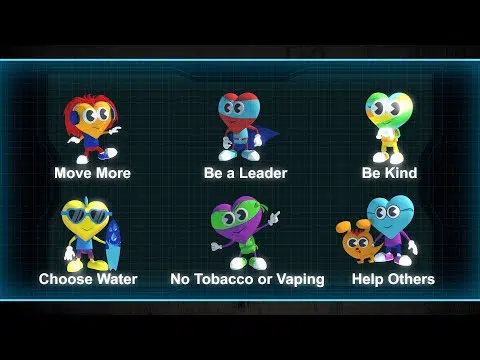 Move More
Be a Leader
Be Kind
Choose Water
No Tobacco or Vaping
Help Others